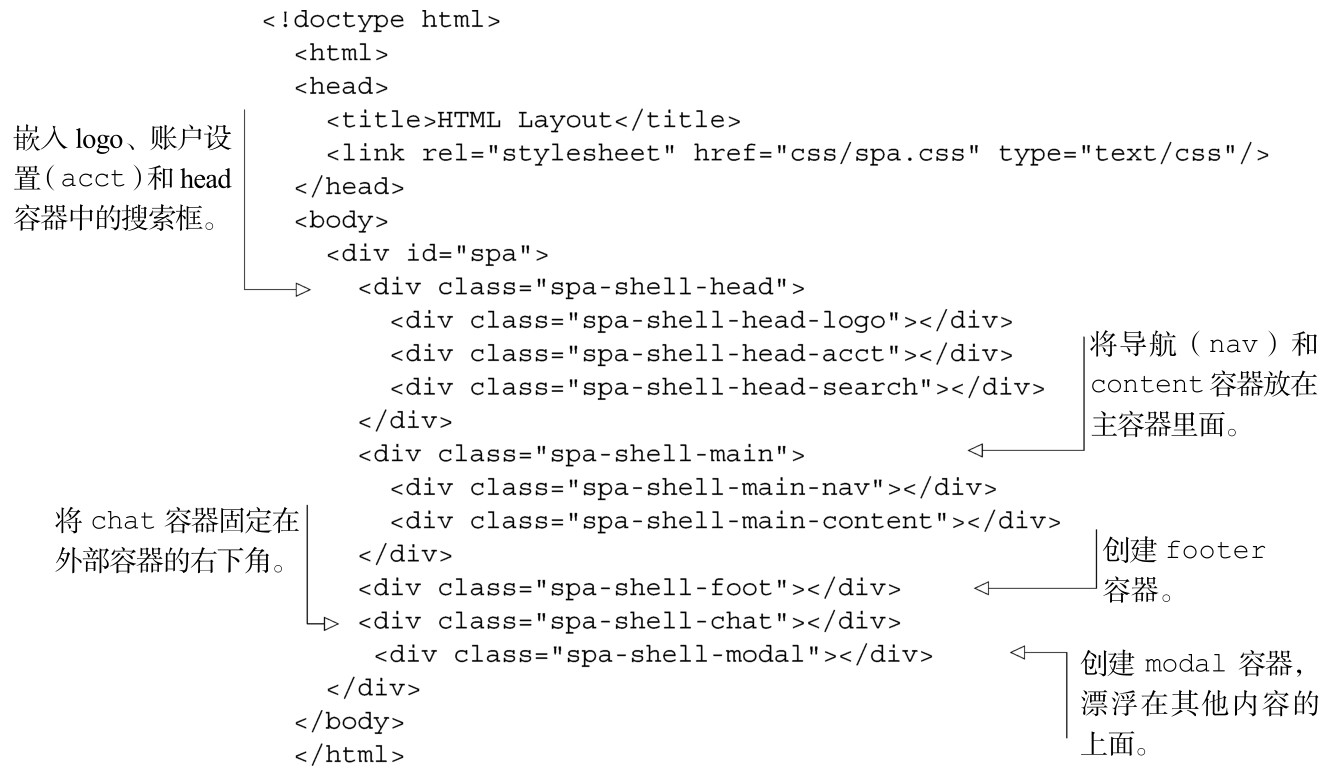 <!doctype html>
<html>
<head>
<title>HTML Layout</title>
<link rel="stylesheet" href="css/spa.css" type="text/css"/>
</head>
<body>
<div id="spa">
嵌入 logo、账户设
置(acct)和 head
容器中的搜索框。
<div class="spa-shell-head">
<div class="spa-shell-head-logo"></div>
<div class="spa-shell-head-acct"></div>
<div class="spa-shell-head-search"></div>
</div>
将导航(nav)和
content 容器放在
主容器里面。
<div class="spa-shell-main">
<div class="spa-shell-main-nav"></div>
<div class="spa-shell-main-content"></div>
</div>
创建 footer
容器。
<div class="spa-shell-foot"></div>
将 chat 容器固定在
外部容器的右下角。
<div class="spa-shell-chat"></div>
<div class="spa-shell-modal"></div>
创建 modal 容器,
漂浮在其他内容的
上面。
</div>
</body>
</html>